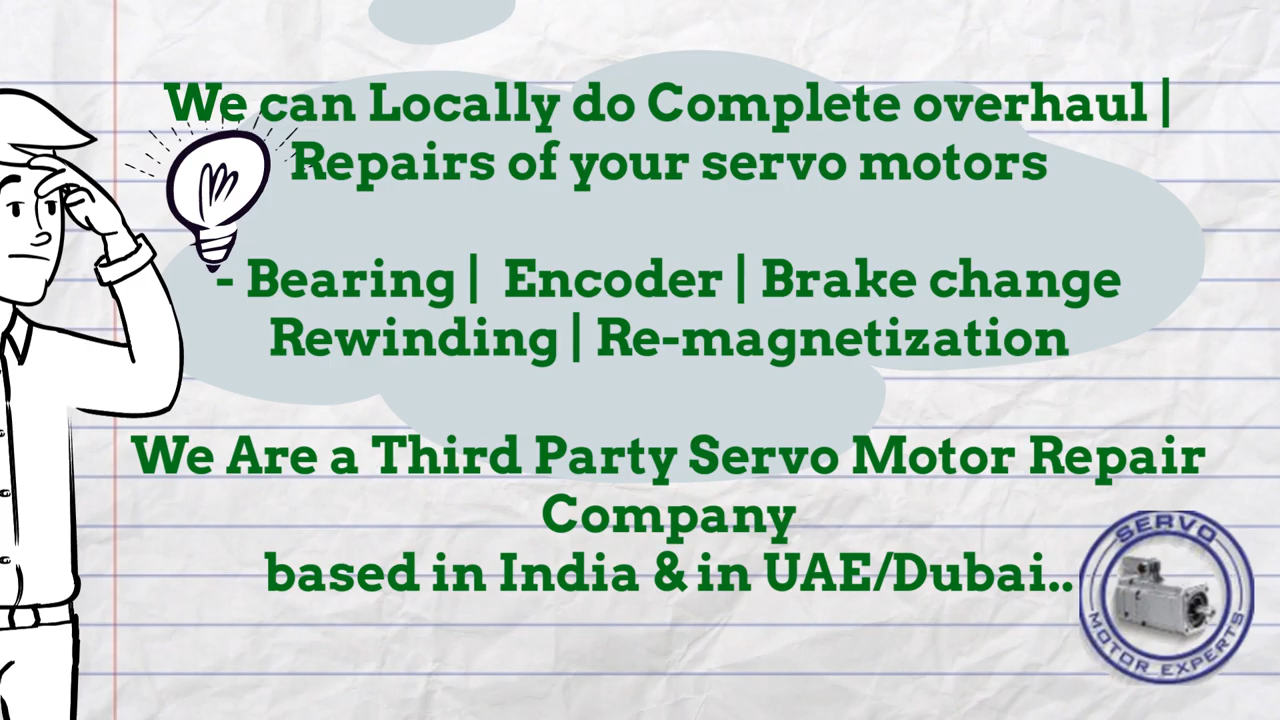 We can Locally do Complete overhaul |
Repairs of your servo motors
- Bearing |  Encoder | Brake change
Rewinding | Re-magnetization
We Are a Third Party Servo Motor Repair
Company
based in India & in UAE/Dubai..
SERVO
MOTOR EXPERTS